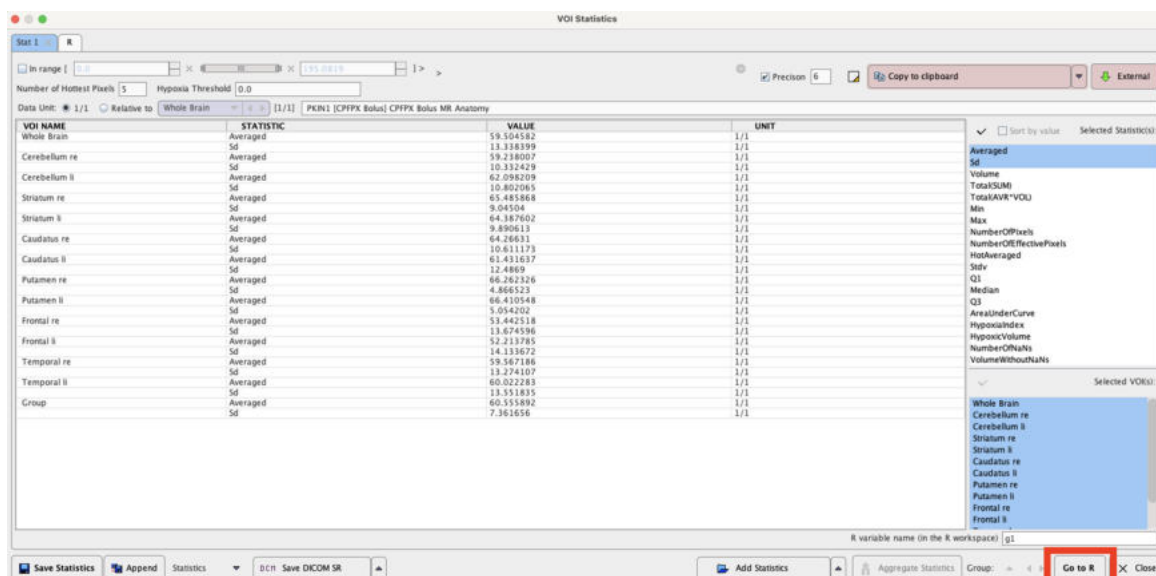 VOI Statistics
Stat 1 R
In range [ 0.0 × × 135.0819 ] >
Precison 6 Copy to clipboard External
Number of Hottest Pixels 5 Hypoxia Threshold 0.0
Data Unit: 1/1 Relative to Whole Brain [1/1] PKIN1 [CPFPX Bolus] CPFPX Bolus MR Anatomy
VOI NAME STATISTIC VALUE UNIT
Whole Brain Averaged 59.504582 1/1
Sd 13.338399 1/1
Cerebellum re Averaged 59.238007 1/1
Sd 10.332429 1/1
Cerebellum li Averaged 62.098209 1/1
Sd 10.802065 1/1
Striatum re Averaged 65.485868 1/1
Sd 9.04504 1/1
Striatum li Averaged 64.387602 1/1
Sd 9.890613 1/1
Caudatus re Averaged 64.26631 1/1
Sd 10.611173 1/1
Caudatus li Averaged 61.431637 1/1
Sd 12.4869 1/1
Putamen re Averaged 66.262326 1/1
Sd 4.866523 1/1
Putamen li Averaged 66.410548 1/1
Sd 5.054202 1/1
Frontal re Averaged 53.442518 1/1
Sd 13.674596 1/1
Frontal li Averaged 52.213785 1/1
Sd 14.133672 1/1
Temporal re Averaged 59.567186 1/1
Sd 13.274107 1/1
Temporal li Averaged 60.022283 1/1
Sd 13.551835 1/1
Group Averaged 60.555892 1/1
Sd 7.361656 1/1
Sort by value Selected Statistic(s):
Averaged
Sd
Volume
Total(SUM)
Total(AVR*VOL)
Min
Max
NumberOfPixels
NumberOfEffectivePixels
HotAveraged
Stdv
Q1
Median
Q3
AreaUnderCurve
HypoxiaIndex
HypoxicVolume
NumberOfNaNs
VolumeWithoutNaNs
Selected VOI(s):
Whole Brain
Cerebellum re
Cerebellum li
Striatum re
Striatum li
Caudatus re
Caudatus li
Putamen re
Putamen li
Frontal re
Frontal li
R variable name (in the R workspace) g1
Save Statistics Append Statistics DCM Save DICOM SR Add Statistics Aggregate Statistics Group: Go to R Close